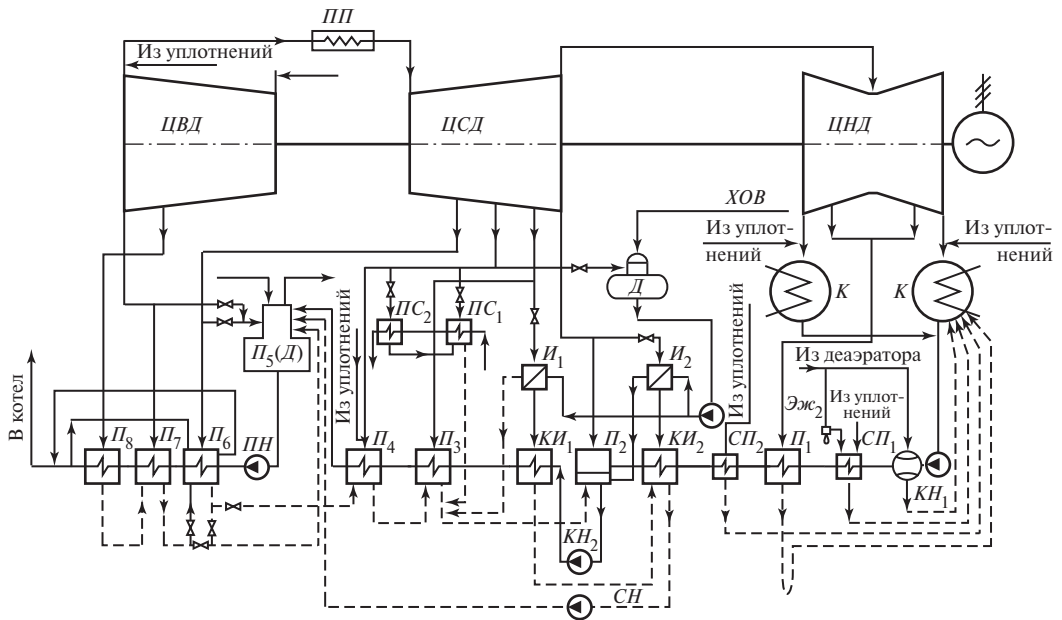 ПП
Из уплотнений
ЦВД
ЦСД
ЦНД
ХОВ
Из уплот-
нений
Из уплот-
нений
К
К
Д
ПС₂
ПС₁
П₅(Д)
Из уплотнений
Из уплотнений
И₁
И₂
Из деаэратора
Эж₂
Из уплот-
нений
В котел
П₈
П₇
П₆
ПН
П₄
П₃
КИ₁
П₂
КИ₂
СП₂
П₁
СП₁
КН₁
КН₂
СН